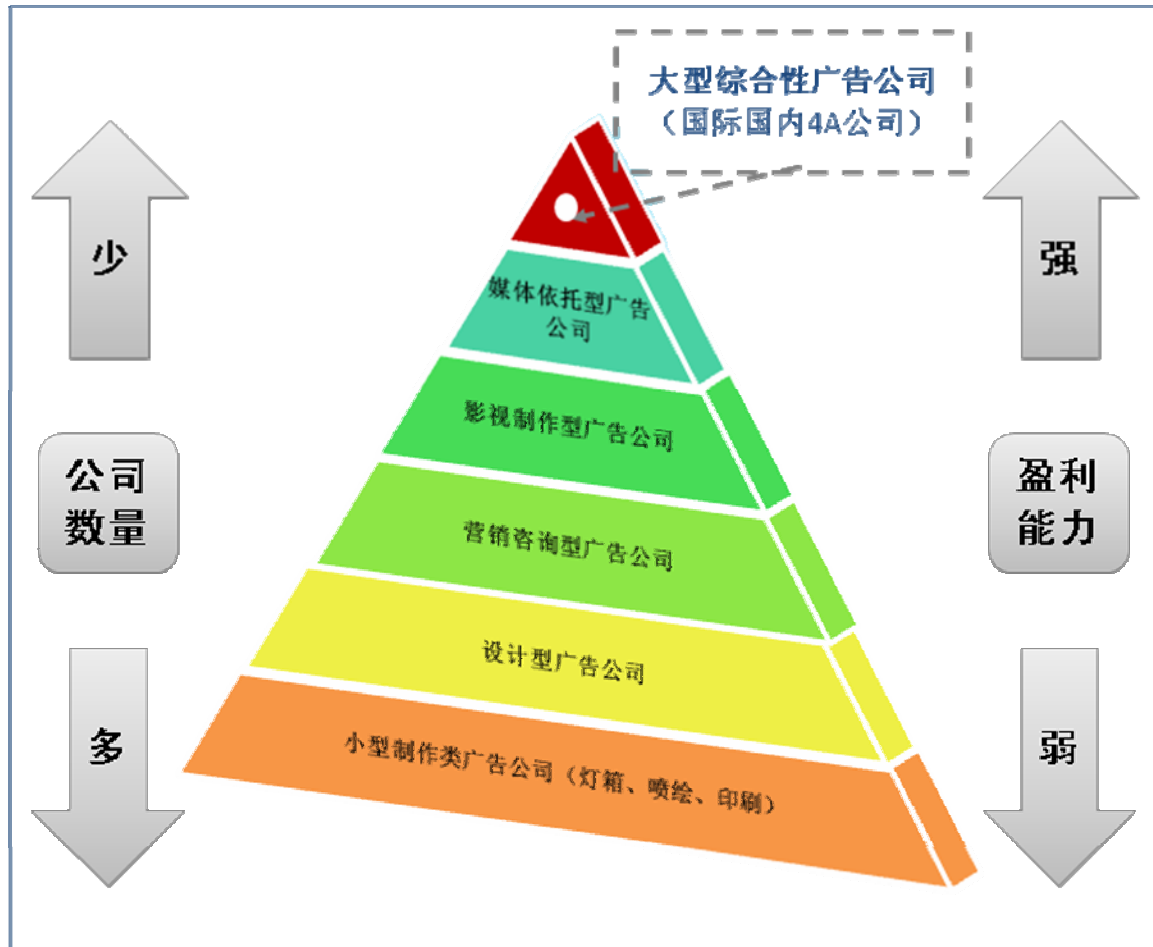 大型综合性广告公司
（国际国内4A公司）
少
强
媒体依托型广告
公司
影视制作型广告公司
公司
数量
盈利
能力
营销咨询型广告公司
设计型广告公司
多
弱
小型制作类广告公司（灯箱、喷绘、印刷）